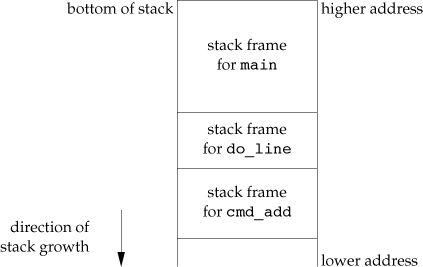 bottom of stack
higher address
stack frame
for main
stack frame
for do_line
stack frame
for cmd_add
direction of
stack growth
lower address